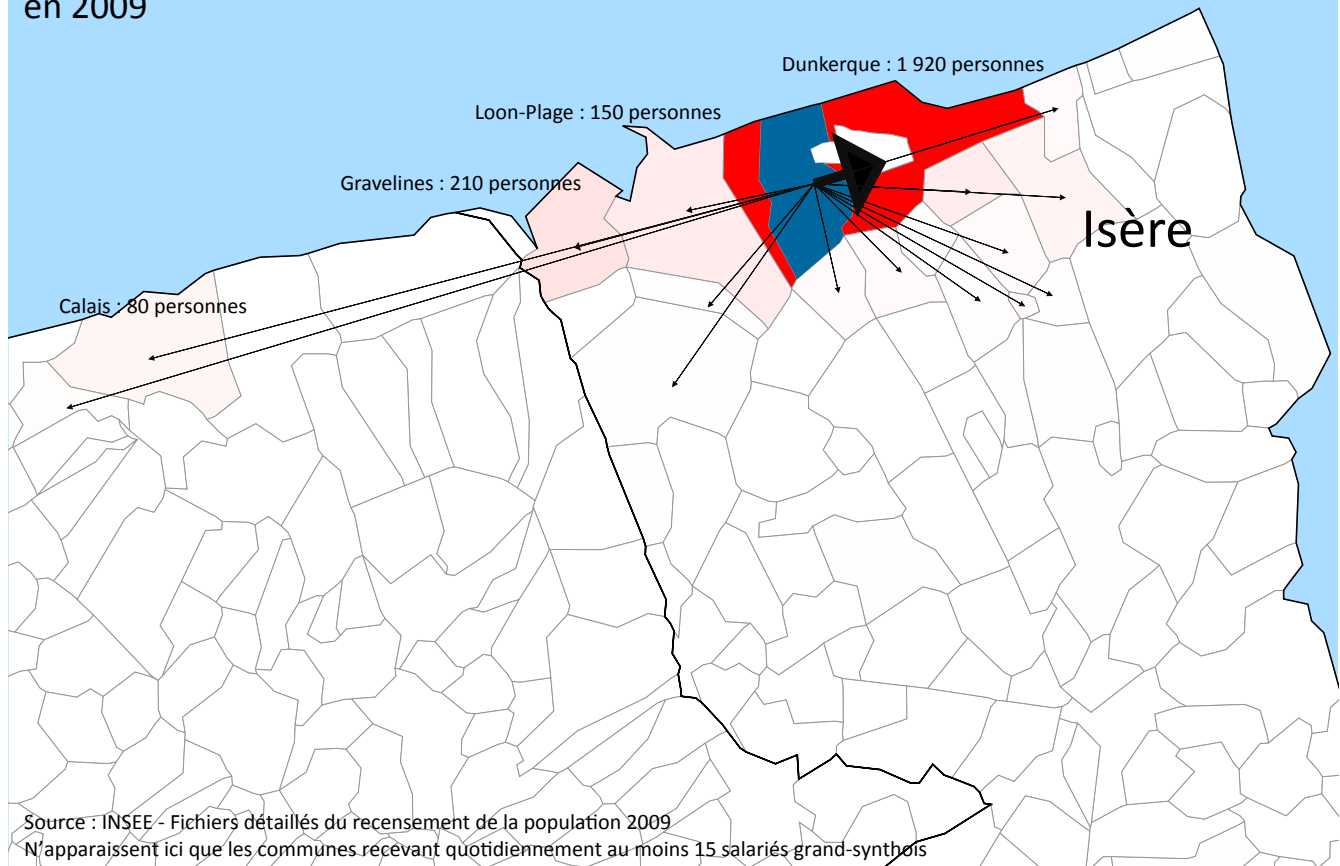 en 2009
Dunkerque : 1 920 personnes
Loon-Plage : 150 personnes
Gravelines : 210 personnes
Isère
Calais : 80 personnes
Source : INSEE - Fichiers détaillés du recensement de la population 2009
N'apparaissent ici que les communes recevant quotidiennement au moins 15 salariés grand-synthois